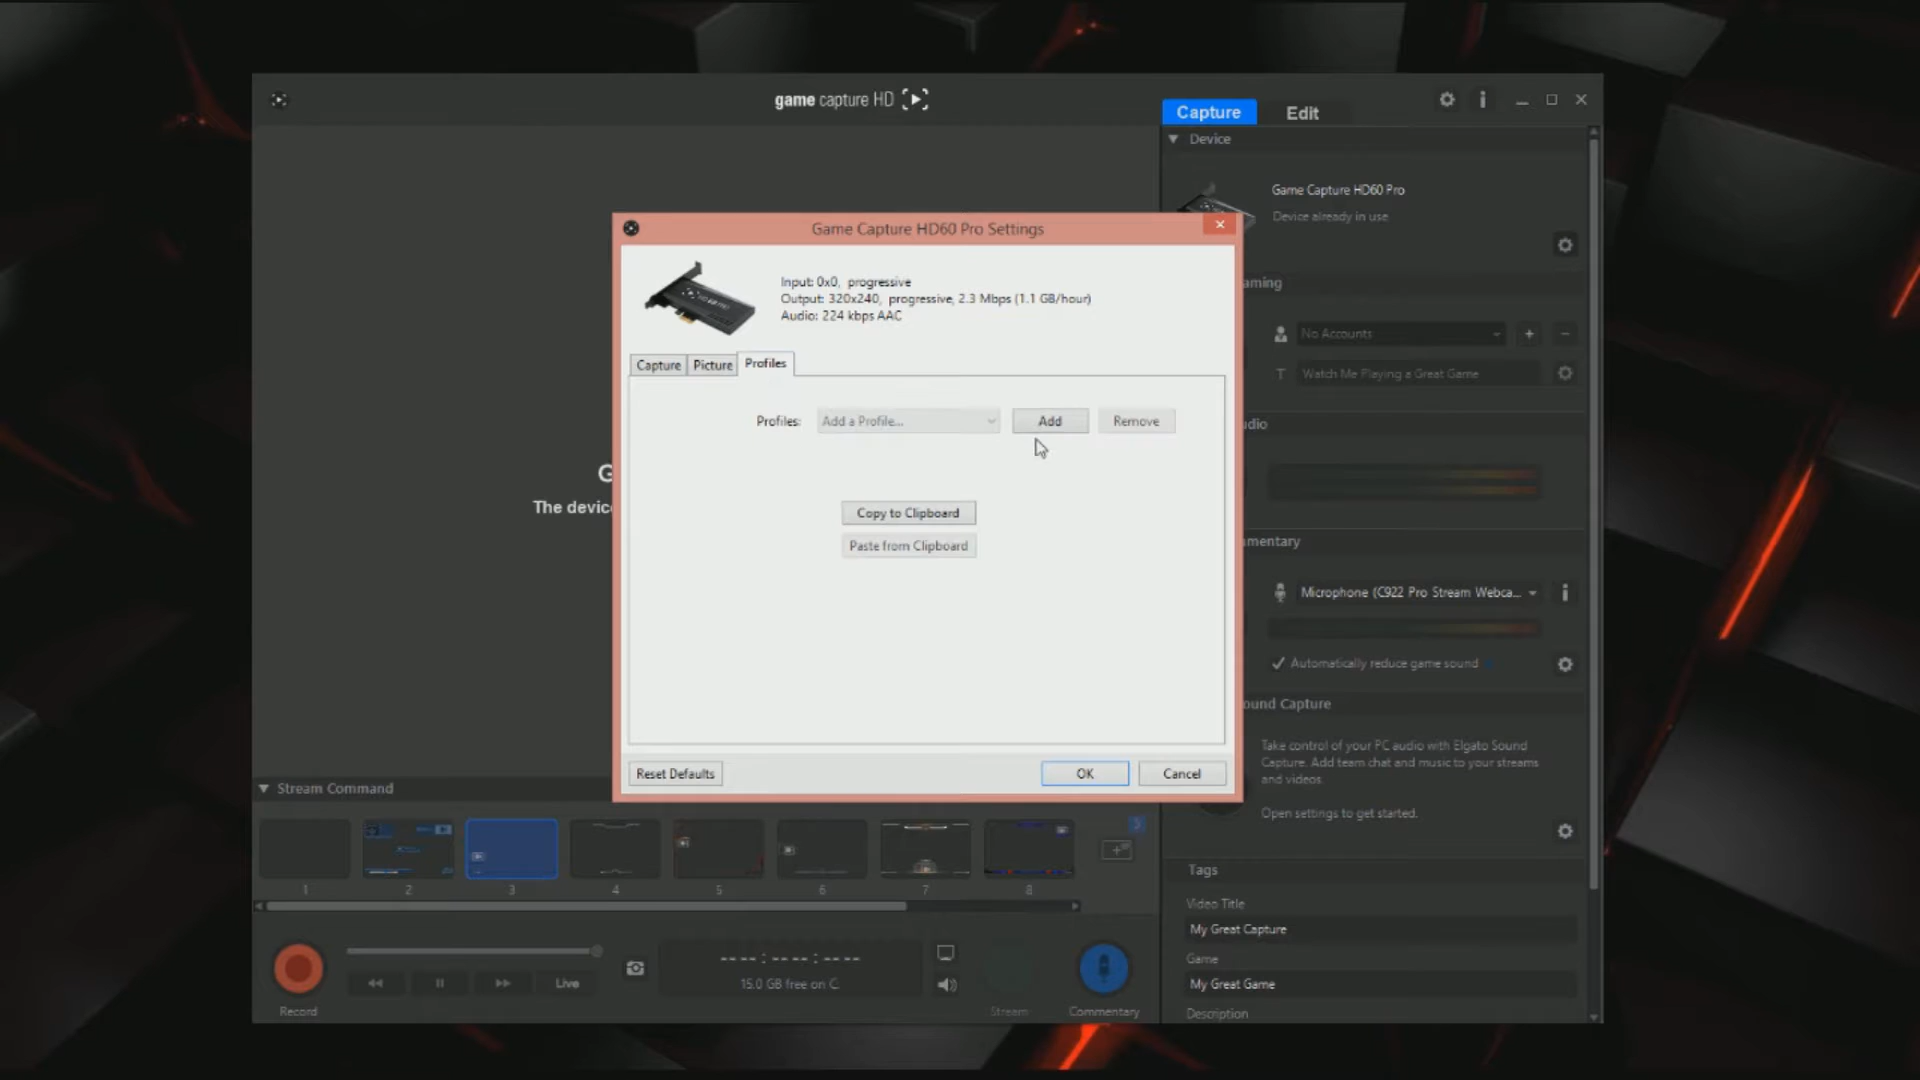 game capture HD
Capture
Edit
Device
Game Capture HD60 Pro
Device already in use
aming
No Accounts
+
−
T
Watch Me Playing a Great Game
dio
mmentary
Microphone (C922 Pro Stream Webca...
Automatically reduce game sound
ound Capture
Take control of your PC audio with Elgato Sound
Capture. Add team chat and music to your streams
and videos.
Open settings to get started.
Tags
Video Title
My Great Capture
Game
My Great Game
Description
Game Capture HD60 Pro Settings
Input: 0x0, progressive
Output: 320x240, progressive, 2.3 Mbps (1.1 GB/hour)
Audio: 224 kbps AAC
Capture
Picture
Profiles
Profiles:
Add a Profile...
Add
Remove
Copy to Clipboard
Paste from Clipboard
Reset Defaults
OK
Cancel
G
The devic
Stream Command
1
2
3
4
5
6
7
8
Record
Live
---- : ---- : ----
15.0 GB free on C.
Stream
Commentary